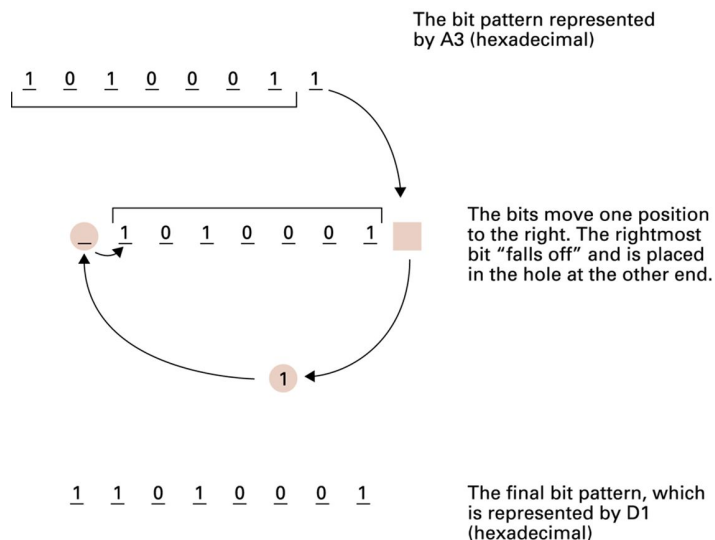 The bit pattern represented
by A3 (hexadecimal)
1 0 1 0 0 0 1 1
_ 1 0 1 0 0 0 1
The bits move one position
to the right. The rightmost
bit “falls off” and is placed
in the hole at the other end.
1
1 1 0 1 0 0 0 1
The final bit pattern, which
is represented by D1
(hexadecimal)